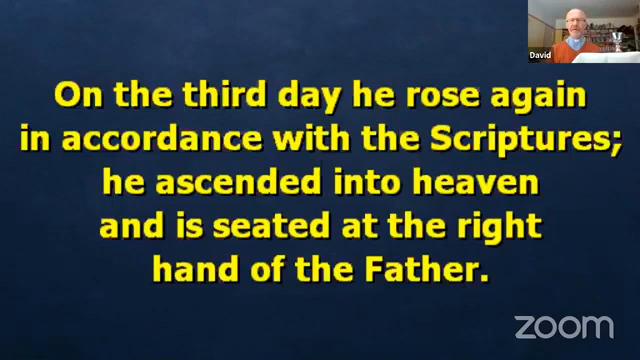 David
On the third day he rose again
in accordance with the Scriptures;
he ascended into heaven
and is seated at the right
hand of the Father.
zoom